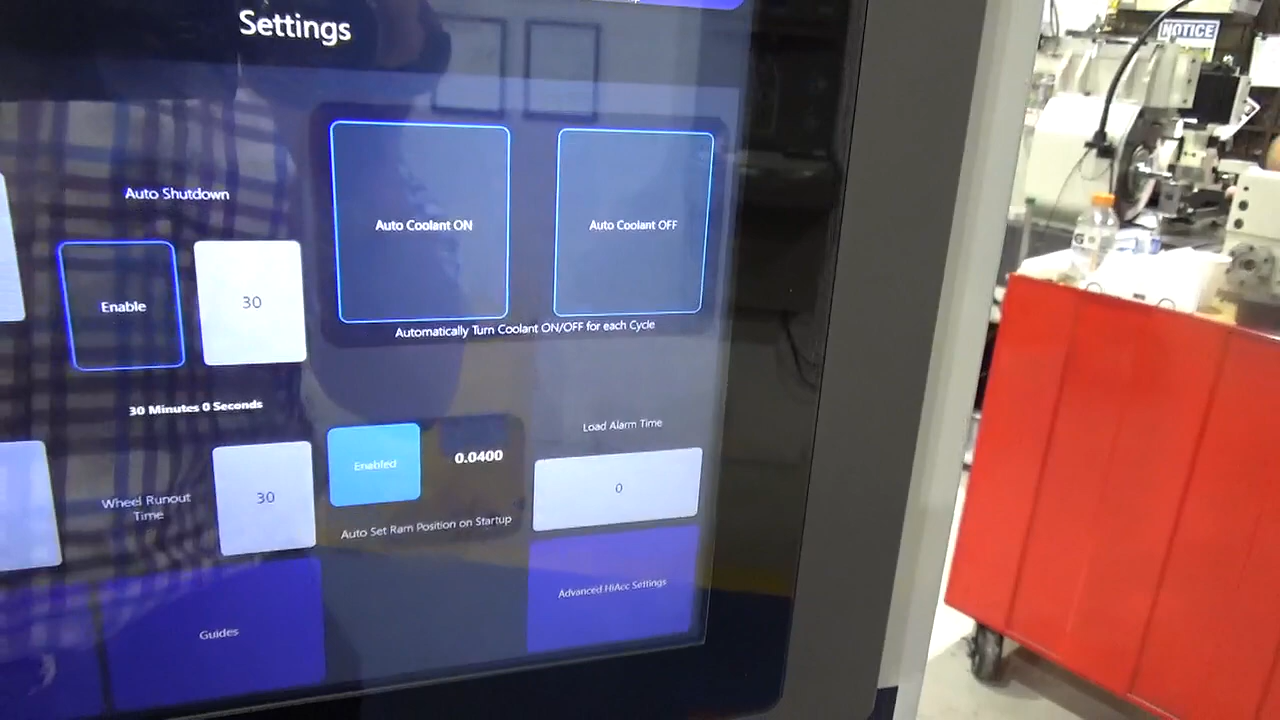 Settings
NOTICE
Auto Shutdown
Enable
30
30 Minutes 0 Seconds
Auto Coolant ON
Auto Coolant OFF
Automatically Turn Coolant ON/OFF for each Cycle
Wheel Runout
Time
30
Enabled
0.0400
Auto Set Ram Position on Startup
Load Alarm Time
0
Guides
Advanced HiAcc Settings